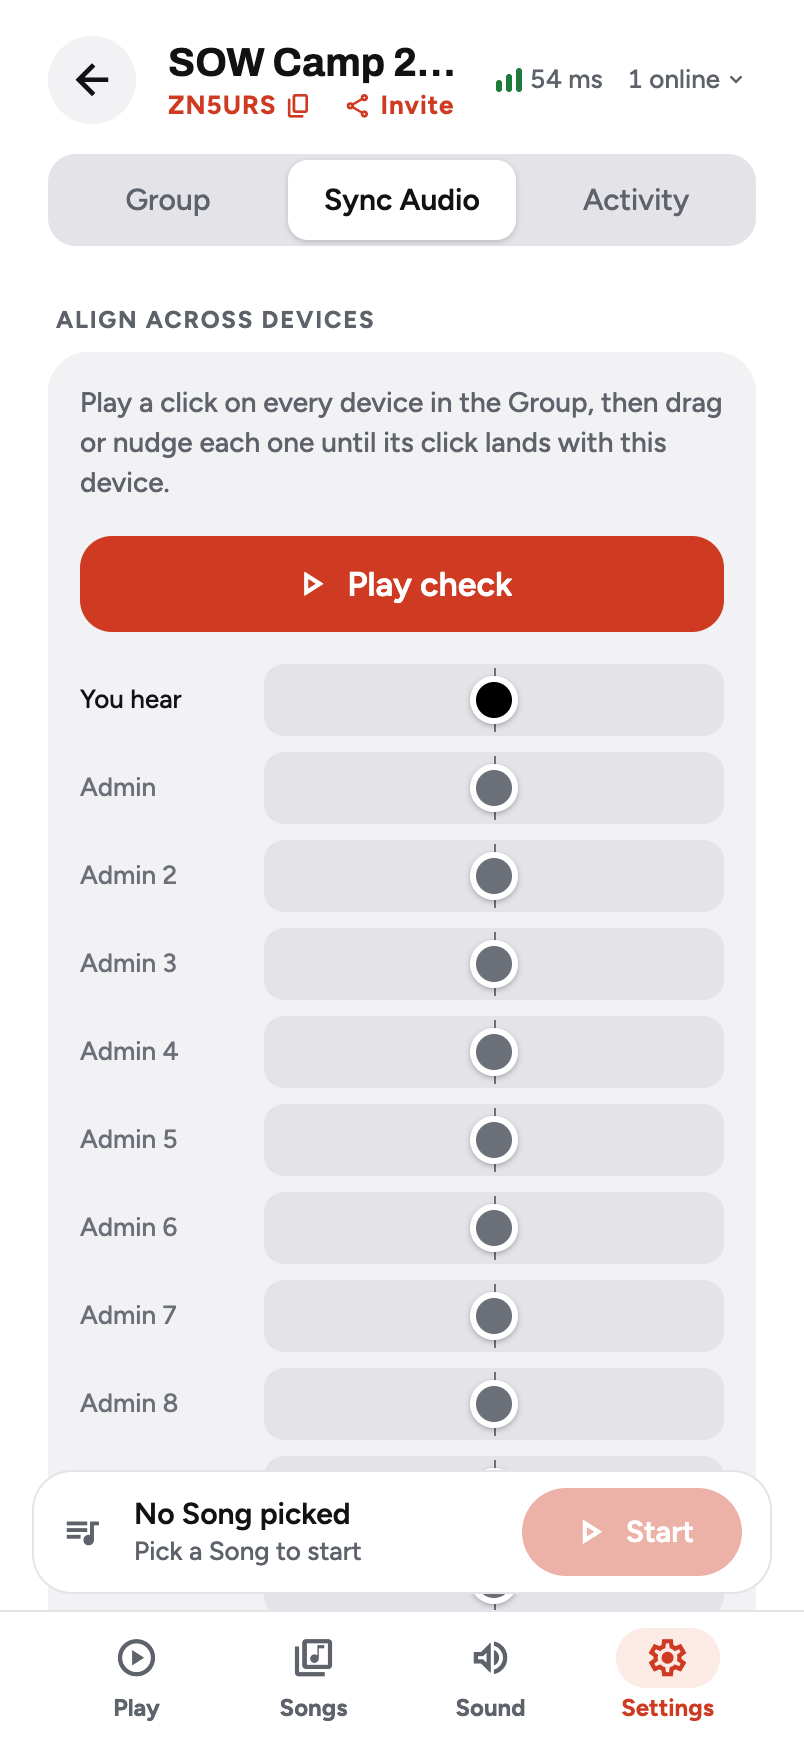 SOW Camp 2...
54 ms
1 online
ZN5URS
Invite
Group
Sync Audio
Activity
ALIGN ACROSS DEVICES
Play a click on every device in the Group, then drag
or nudge each one until its click lands with this
device.
Play check
You hear
Admin
Admin 2
Admin 3
Admin 4
Admin 5
Admin 6
Admin 7
Admin 8
No Song picked
Pick a Song to start
Start
Play
Songs
Sound
Settings